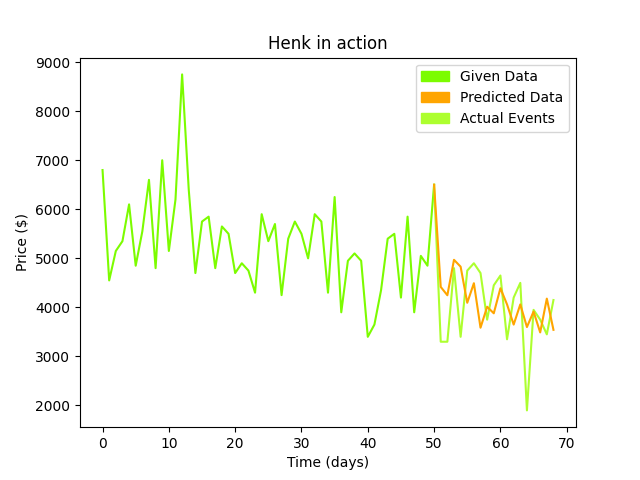 Henk in action
Given Data
Predicted Data
Actual Events
Price ($)
9000
8000
7000
6000
5000
4000
3000
2000
0 10 20 30 40 50 60 70
Time (days)